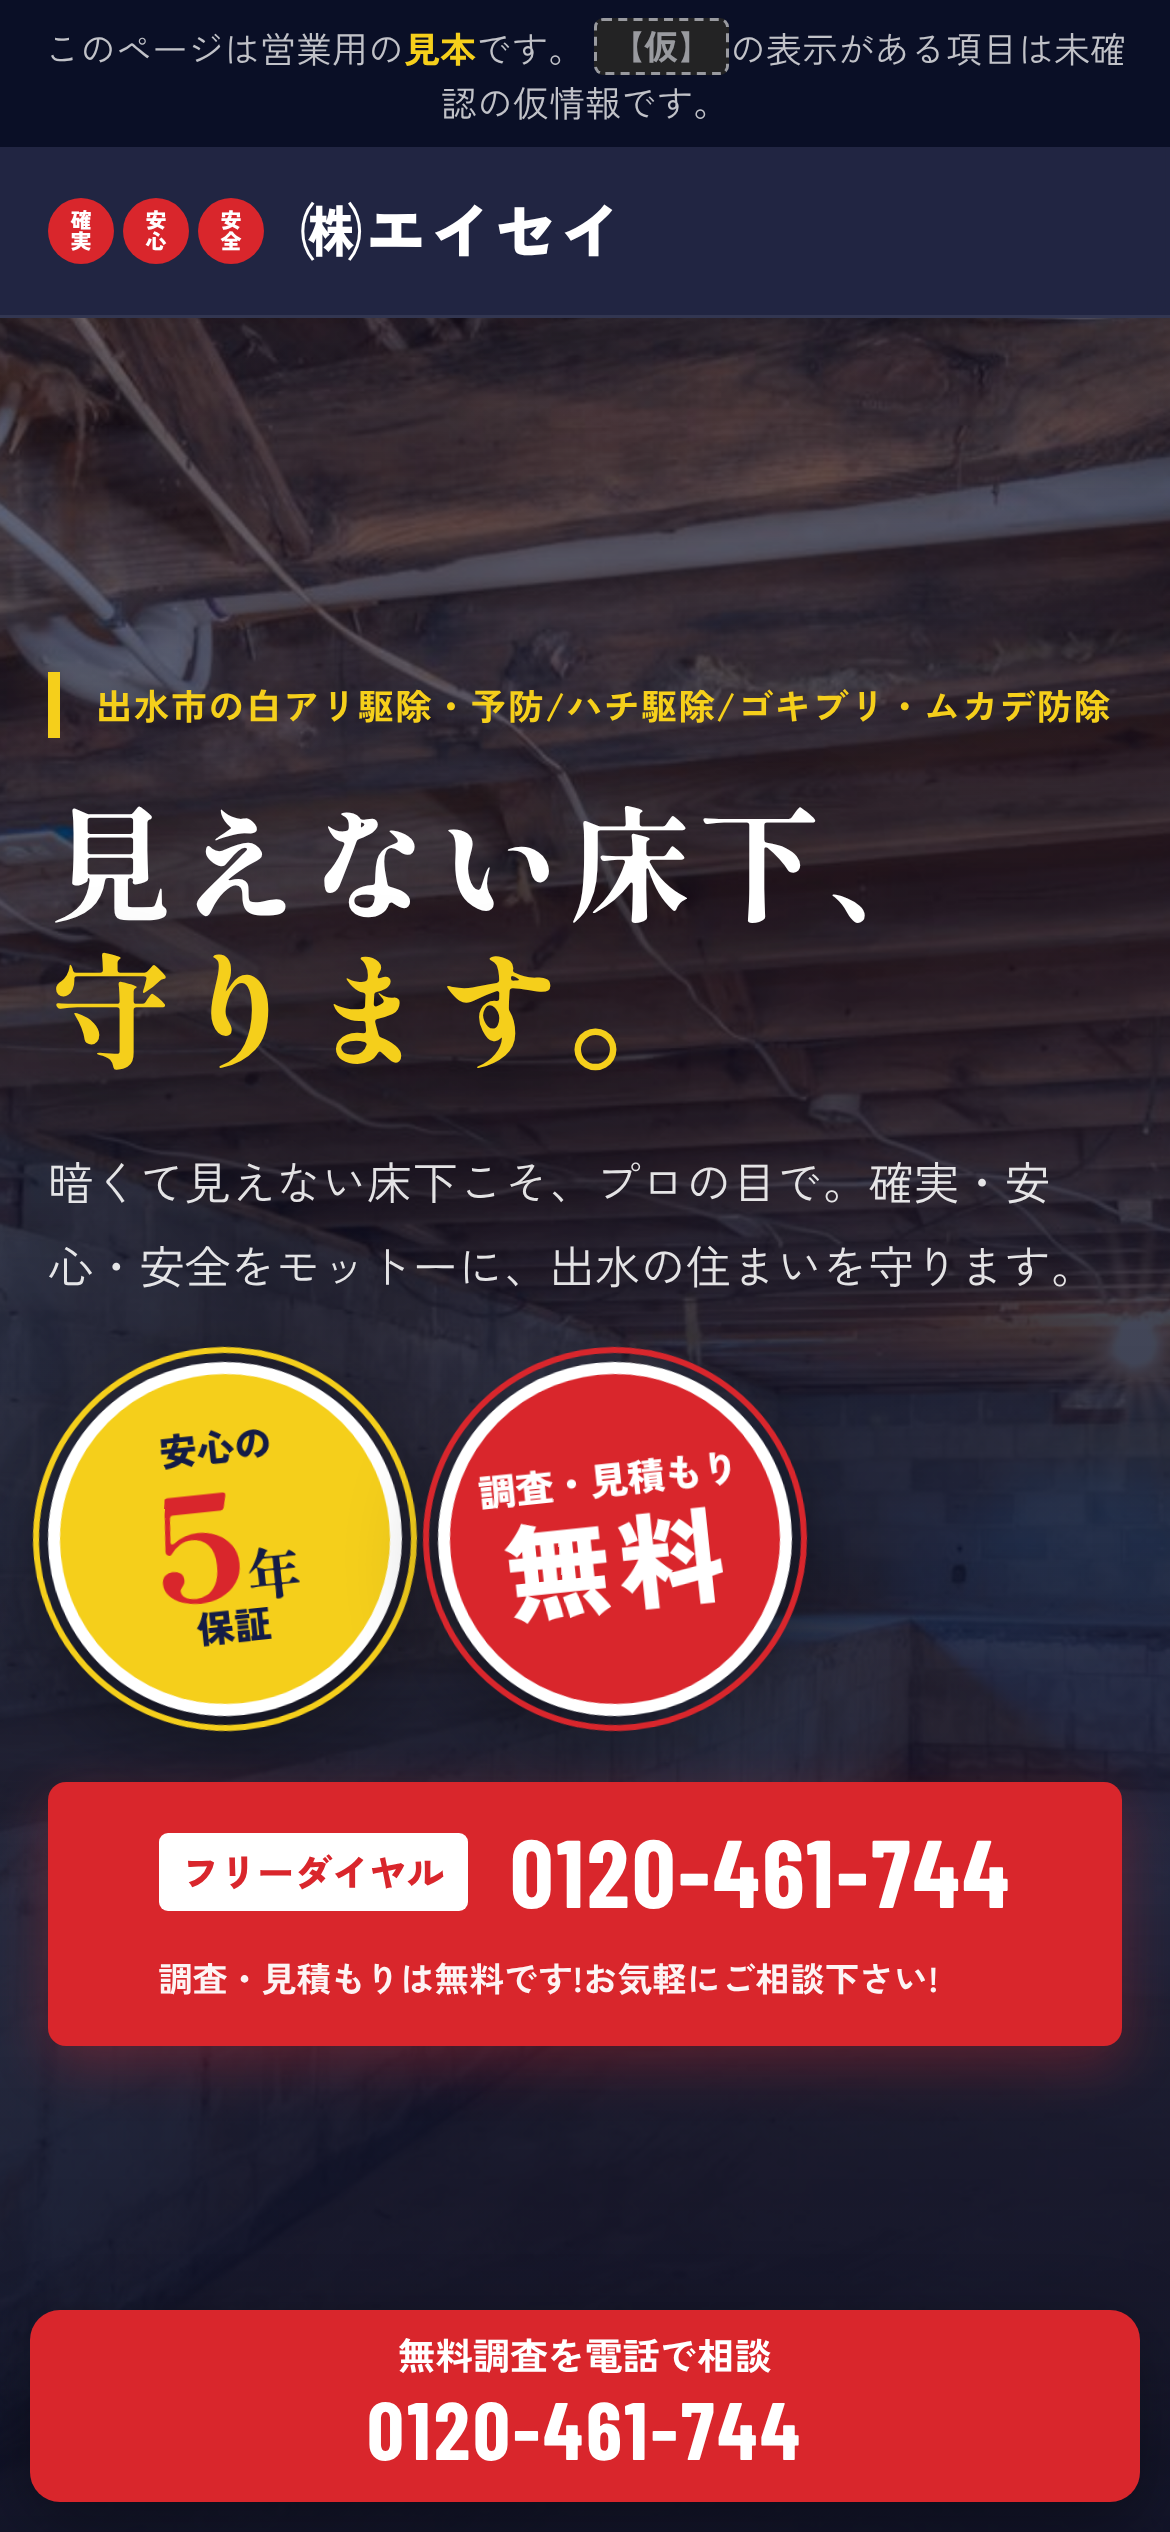 このページは営業用の見本です。【仮】の表示がある項目は未確
認の仮情報です。
確実 安心 安全 ㈱エイセイ
出水市の白アリ駆除・予防/ハチ駆除/ゴキブリ・ムカデ防除
見えない床下、
守ります。
暗くて見えない床下こそ、プロの目で。確実・安
心・安全をモットーに、出水の住まいを守ります。
安心の
5年
保証
調査・見積もり
無料
フリーダイヤル 0120-461-744
調査・見積もりは無料です!お気軽にご相談下さい!
無料調査を電話で相談
0120-461-744